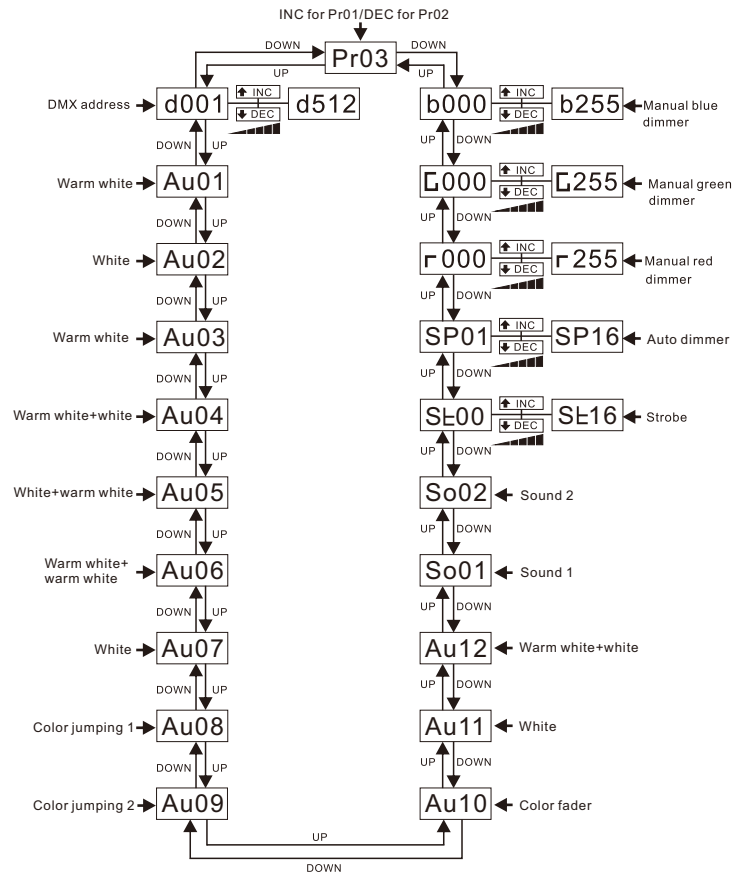 INC for Pr01/DEC for Pr02
DOWN
Pr03
DOWN
UP
UP
DMX address
d001
INC
DEC
d512
b000
INC
DEC
b255
Manual blue
dimmer
DOWN
UP
UP
DOWN
Warm white
Au01
G000
INC
DEC
G255
Manual green
dimmer
DOWN
UP
UP
DOWN
White
Au02
r000
INC
DEC
r255
Manual red
dimmer
DOWN
UP
UP
DOWN
Warm white
Au03
SP01
INC
DEC
SP16
Auto dimmer
DOWN
UP
UP
DOWN
Warm white+white
Au04
St00
INC
DEC
St16
Strobe
DOWN
UP
UP
DOWN
White+warm white
Au05
So02
Sound 2
DOWN
UP
UP
DOWN
Warm white+
warm white
Au06
So01
Sound 1
DOWN
UP
UP
DOWN
White
Au07
Au12
Warm white+white
DOWN
UP
UP
DOWN
Color jumping 1
Au08
Au11
White
DOWN
UP
UP
DOWN
Color jumping 2
Au09
Au10
Color fader
UP
DOWN